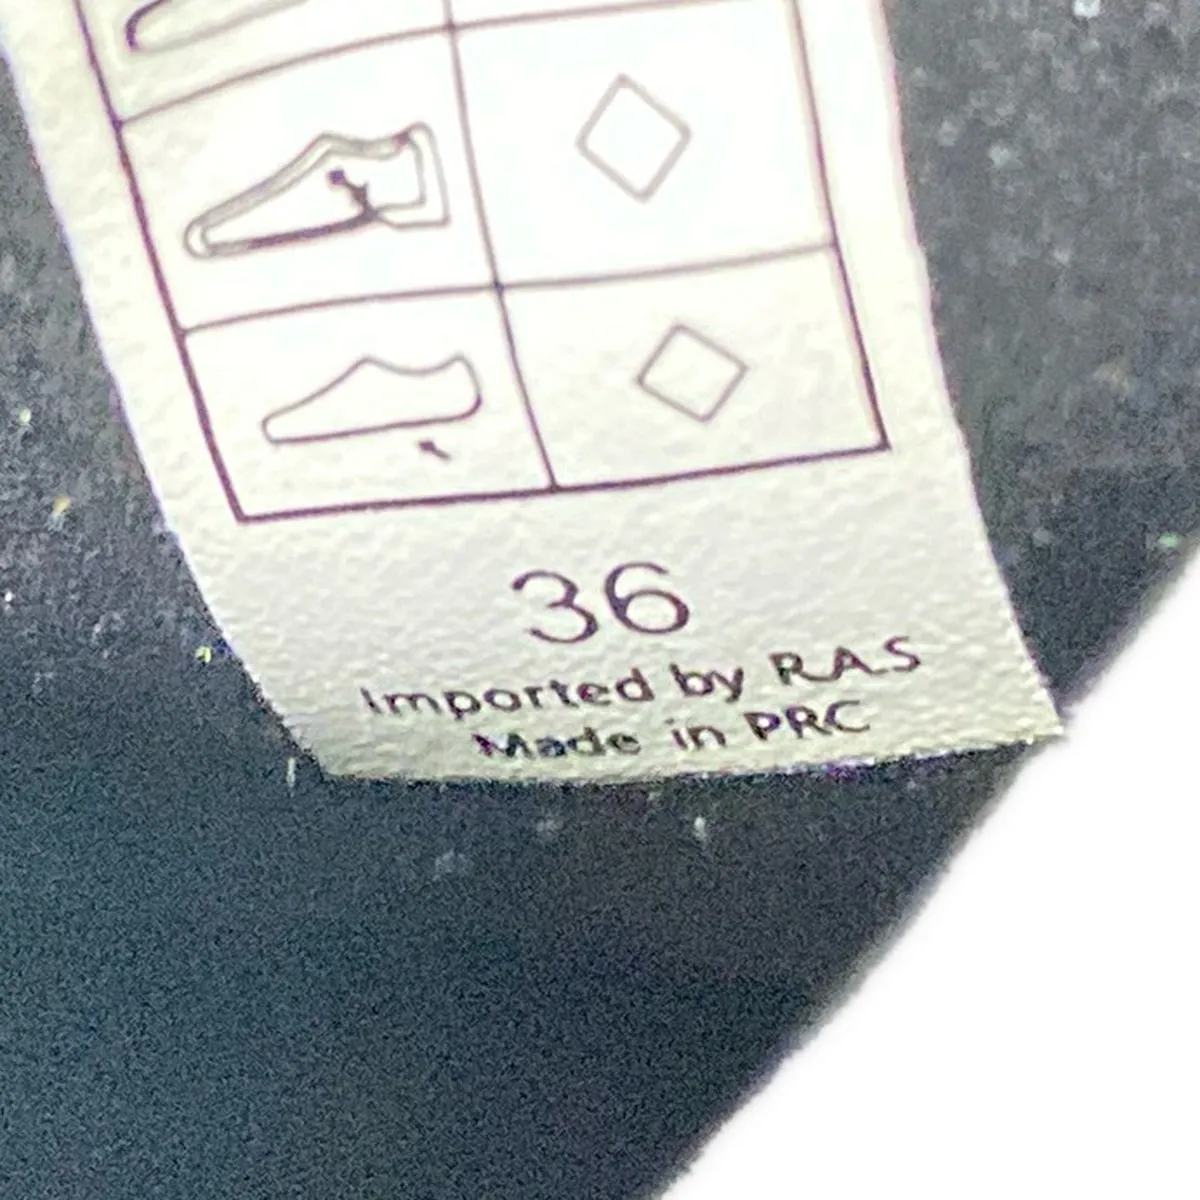 36
Imported by RAS
Made in PRC